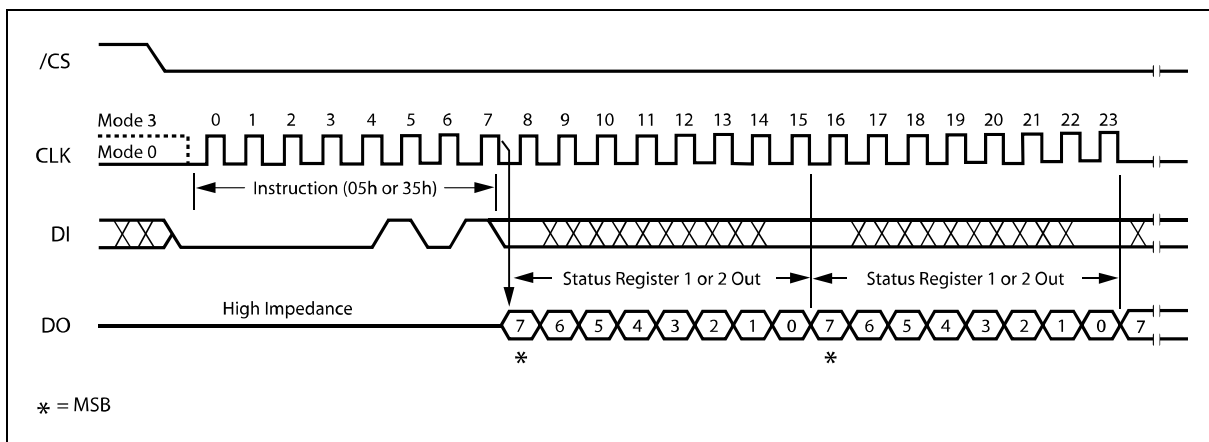 /CS
Mode 3
0 1 2 3 4 5 6 7 8 9 10 11 12 13 14 15 16 17 18 19 20 21 22 23
CLK
Mode 0
Instruction (05h or 35h)
DI
Status Register 1 or 2 Out Status Register 1 or 2 Out
High Impedance
DO
7 6 5 4 3 2 1 0 7 6 5 4 3 2 1 0 7
* *
* = MSB